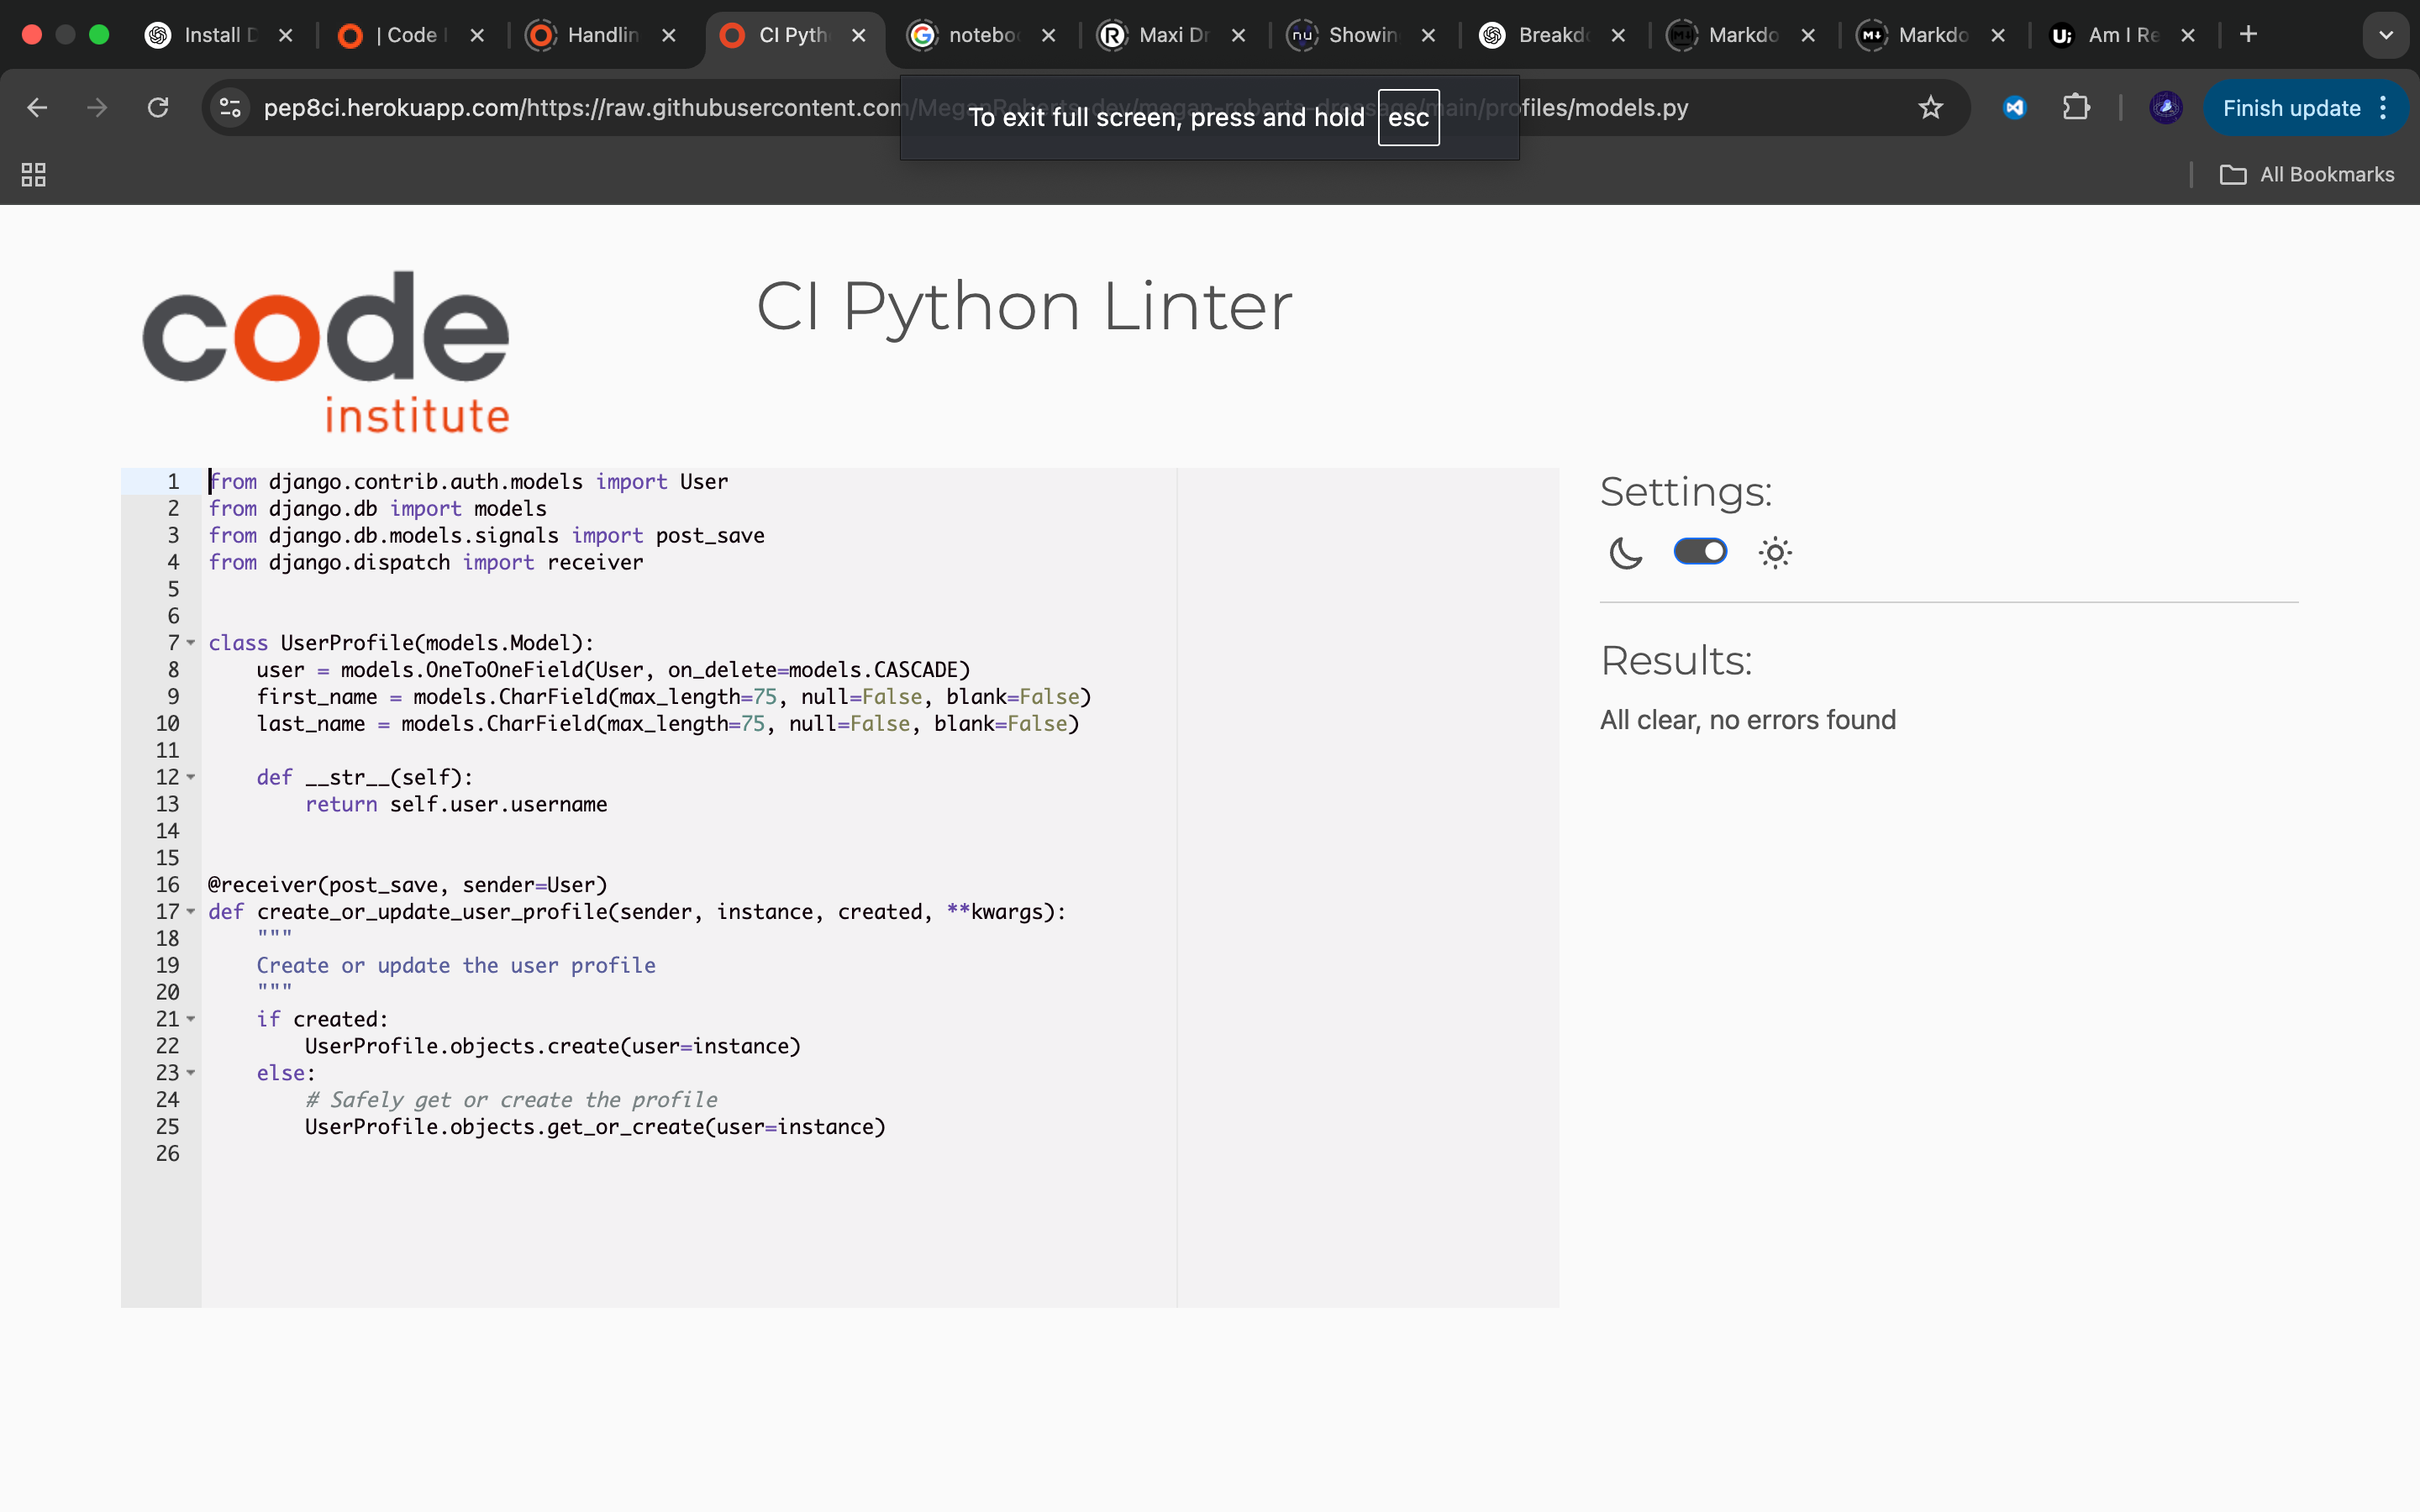 Install D
| Code I
Handlin
CI Pyth
notebo
Maxi Dr
Showin
Breakd
Markdo
Markdo
Am I Re
pep8ci.herokuapp.com/https://raw.githubusercontent.com/MeganRoberts-dev/megan-roberts-dressage/main/profiles/models.py
Finish update
To exit full screen, press and hold esc
All Bookmarks
code
institute
CI Python Linter
1 from django.contrib.auth.models import User
2 from django.db import models
3 from django.db.models.signals import post_save
4 from django.dispatch import receiver
5
6
7 class UserProfile(models.Model):
8     user = models.OneToOneField(User, on_delete=models.CASCADE)
9     first_name = models.CharField(max_length=75, null=False, blank=False)
10     last_name = models.CharField(max_length=75, null=False, blank=False)
11
12     def __str__(self):
13         return self.user.username
14
15
16 @receiver(post_save, sender=User)
17 def create_or_update_user_profile(sender, instance, created, **kwargs):
18     """
19     Create or update the user profile
20     """
21     if created:
22         UserProfile.objects.create(user=instance)
23     else:
24         # Safely get or create the profile
25         UserProfile.objects.get_or_create(user=instance)
26
Settings:
Results:
All clear, no errors found